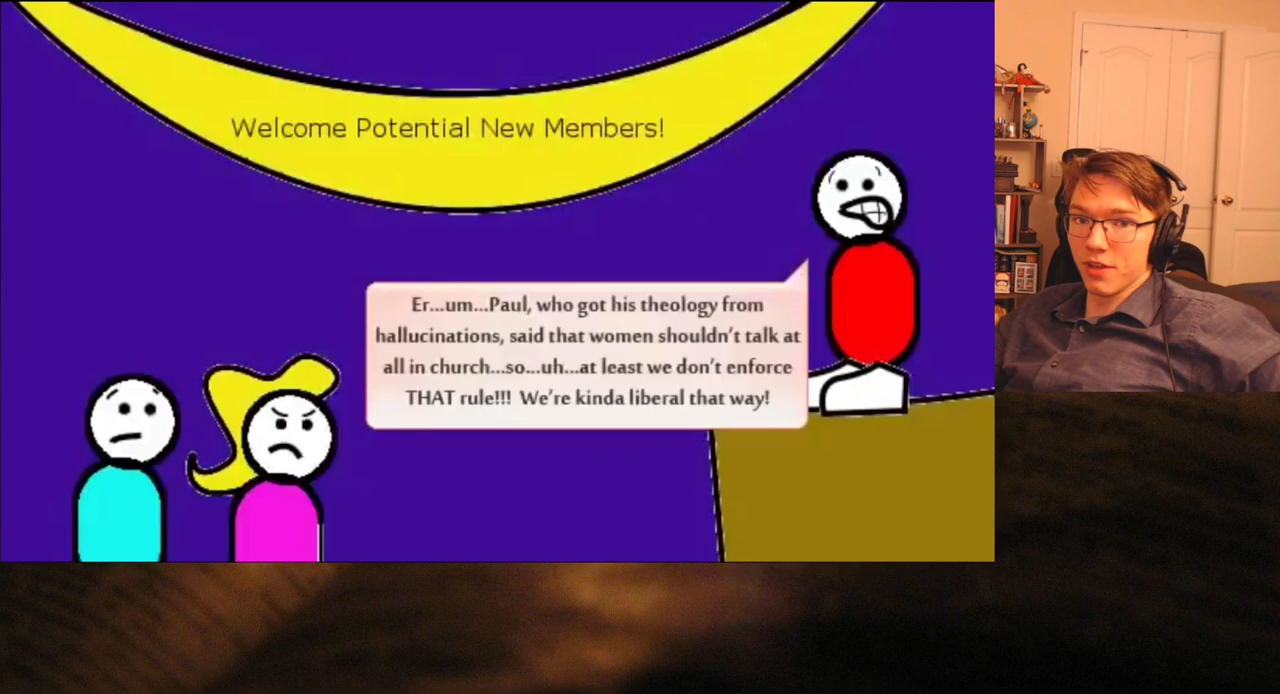 Welcome Potential New Members!
Er...um...Paul, who got his theology from
hallucinations, said that women shouldn't talk at
all in church...so...uh...at least we don't enforce
THAT rule!!! We're kinda liberal that way!